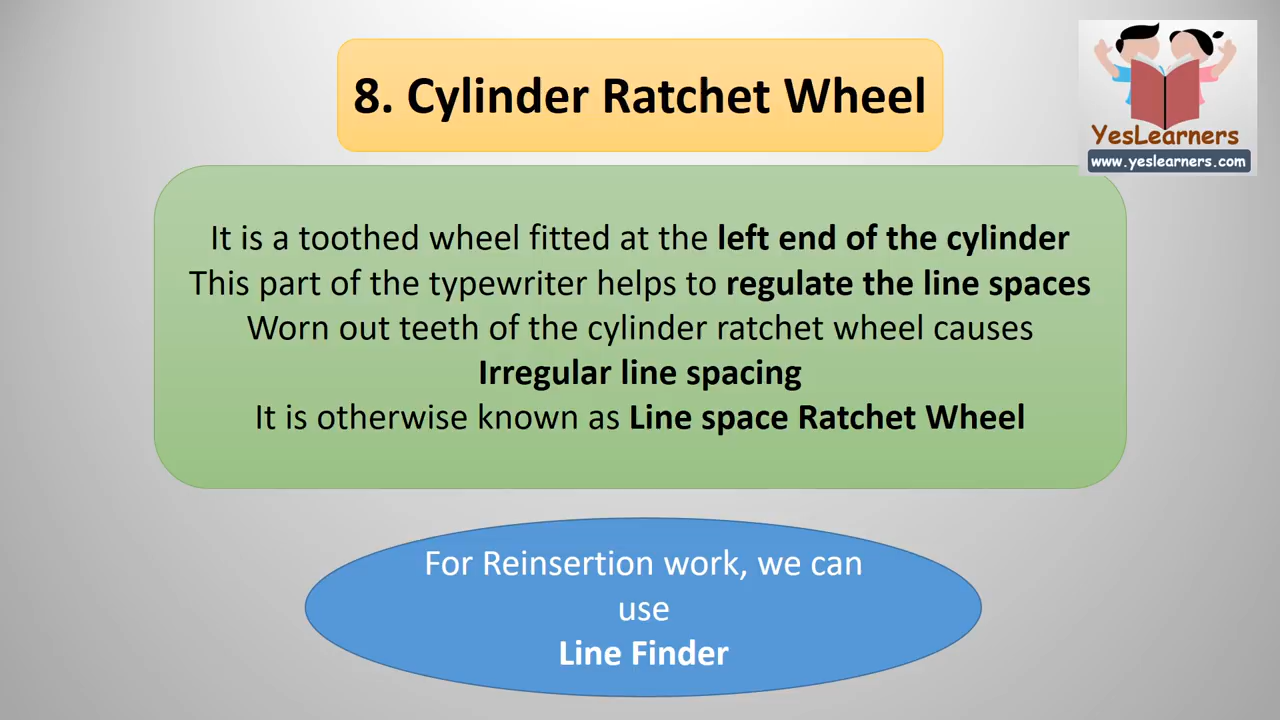 8. Cylinder Ratchet Wheel
YesLearners
www.yeslearners.com
It is a toothed wheel fitted at the left end of the cylinder
This part of the typewriter helps to regulate the line spaces
Worn out teeth of the cylinder ratchet wheel causes
Irregular line spacing
It is otherwise known as Line space Ratchet Wheel
For Reinsertion work, we can
use
Line Finder